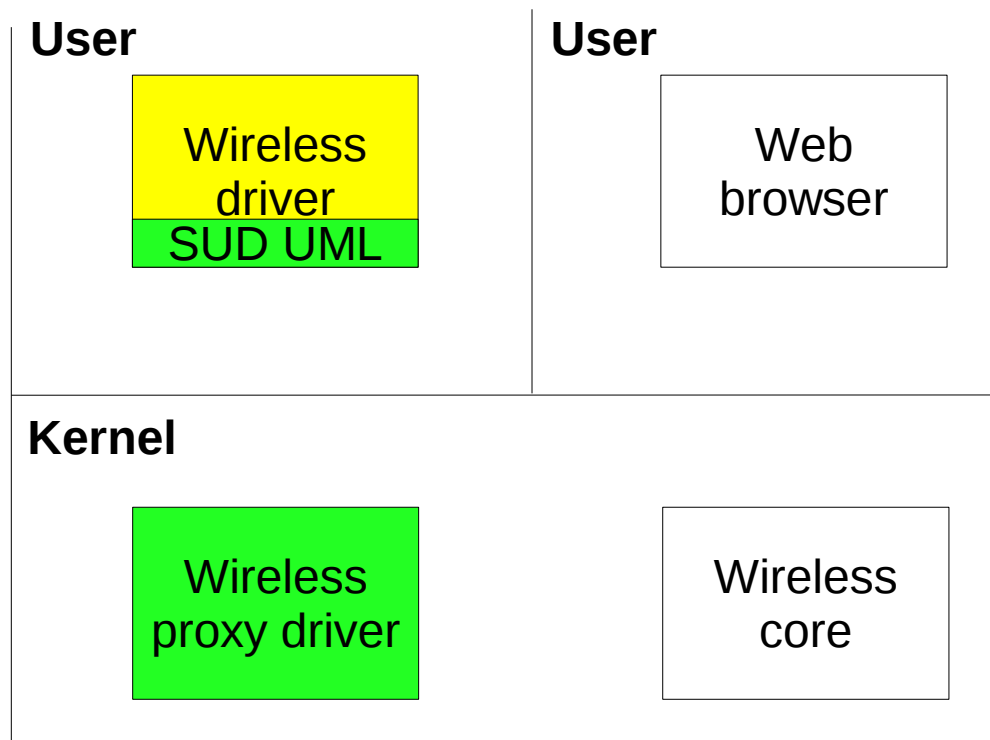 User
User
Wireless
driver
SUD UML
Web
browser
Kernel
Wireless
proxy driver
Wireless
core